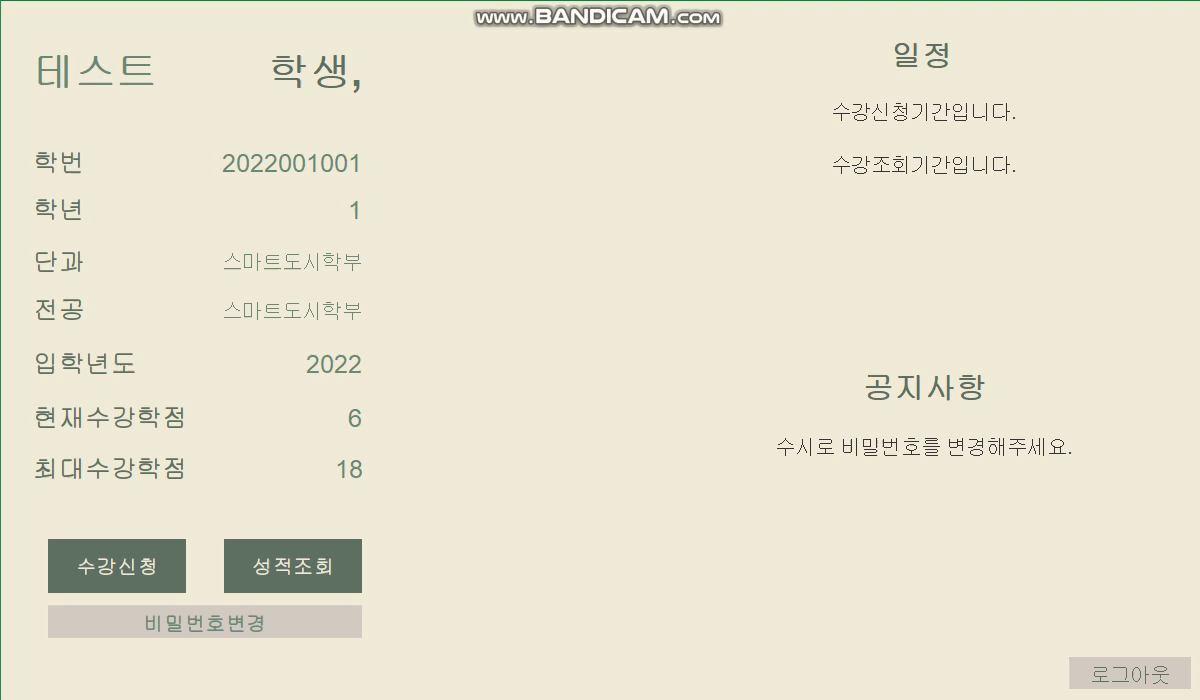 www.BANDICAM.com
테스트 학생,
학번 2022001001
학년 1
단과 스마트도시학부
전공 스마트도시학부
입학년도 2022
현재수강학점 6
최대수강학점 18
수강신청 성적조회
비밀번호변경
일정
수강신청기간입니다.
수강조회기간입니다.
공지사항
수시로 비밀번호를 변경해주세요.
로그아웃